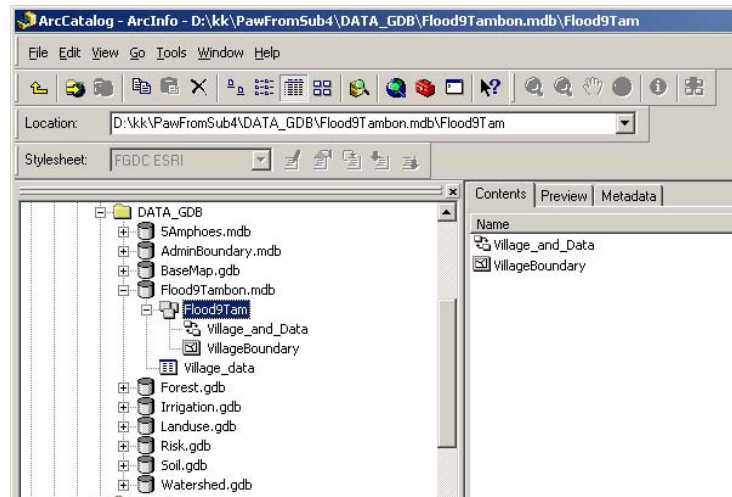 ArcCatalog - ArcInfo - D:\kk\PawFromSub4\DATA_GDB\Flood9Tambon.mdb\Flood9Tam
File Edit View Go Tools Window Help
Location: D:\kk\PawFromSub4\DATA_GDB\Flood9Tambon.mdb\Flood9Tam
Stylesheet: FGDC ESRI
Contents Preview Metadata
Name
Village_and_Data
VillageBoundary
DATA_GDB
5Amphoes.mdb
AdminBoundary.mdb
BaseMap.gdb
Flood9Tambon.mdb
Flood9Tam
Village_and_Data
VillageBoundary
Village_data
Forest.gdb
Irrigation.gdb
Landuse.gdb
Risk.gdb
Soil.gdb
Watershed.gdb